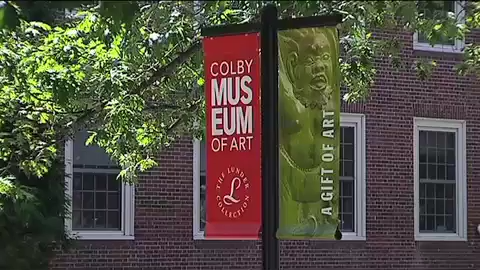 COLBY
MUS
EUM
OF ART
THE LUNDER
L
COLLECTION
A GIFT OF ART